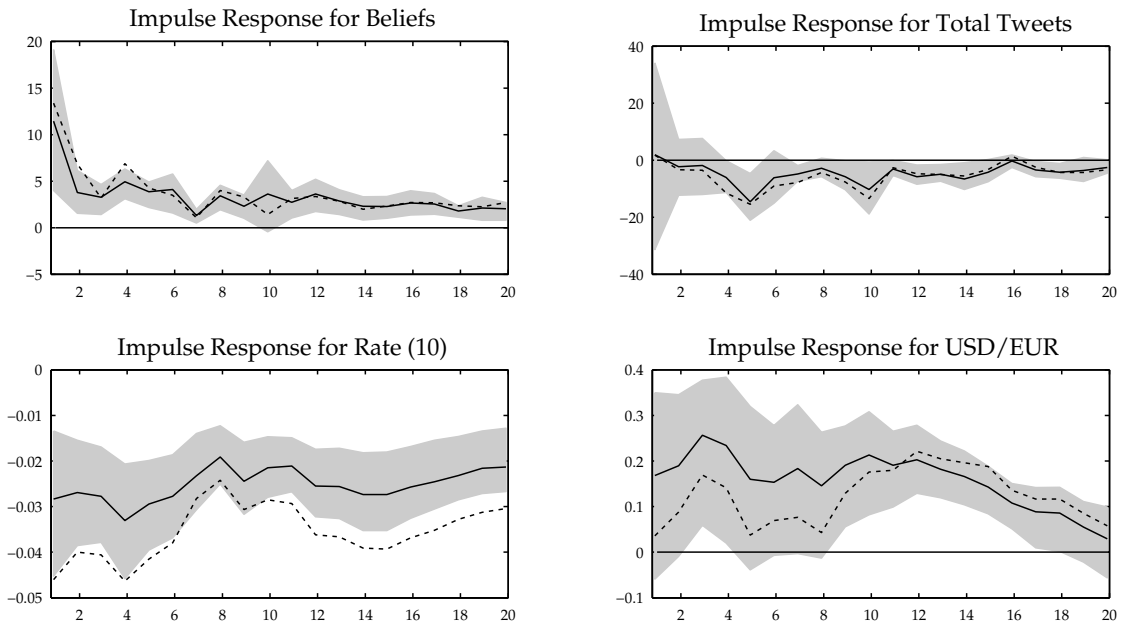 Impulse Response for Beliefs
20
15
10
5
0
−5
2 4 6 8 10 12 14 16 18 20
Impulse Response for Total Tweets
40
20
0
−20
−40
2 4 6 8 10 12 14 16 18 20
Impulse Response for Rate (10)
0
−0.01
−0.02
−0.03
−0.04
−0.05
2 4 6 8 10 12 14 16 18 20
Impulse Response for USD/EUR
0.4
0.3
0.2
0.1
0
−0.1
2 4 6 8 10 12 14 16 18 20